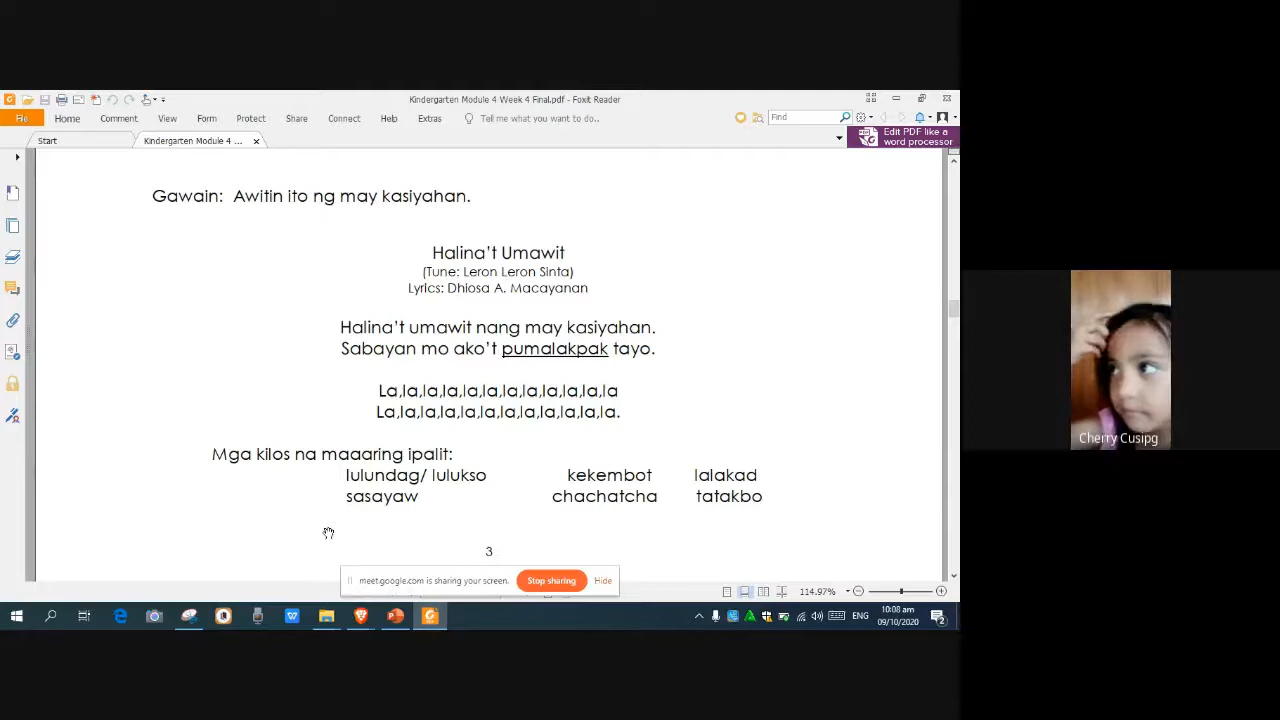 Kindergarten Module 4 Week 4 Final.pdf - Foxit Reader
File Home Comment View Form Protect Share Connect Help Extras Tell me what you want to do.. Find
Start Kindergarten Module 4 ... Edit PDF like a
word processor
Gawain: Awitin ito ng may kasiyahan.
Halina't Umawit
(Tune: Leron Leron Sinta)
Lyrics: Dhiosa A. Macayanan
Halina't umawit nang may kasiyahan.
Sabayan mo ako't pumalakpak tayo.
La,la,la,la,la,la,la,la,la,la,la,la
La,la,la,la,la,la,la,la,la,la,la,la.
Mga kilos na maaaring ipalit:
lulundag/ lulukso kekembot lalakad
sasayaw chachatcha tatakbo
3
meet.google.com is sharing your screen. Stop sharing Hide
114.97%
ENG 10:08 am
09/10/2020
2
Cherry Cusipg